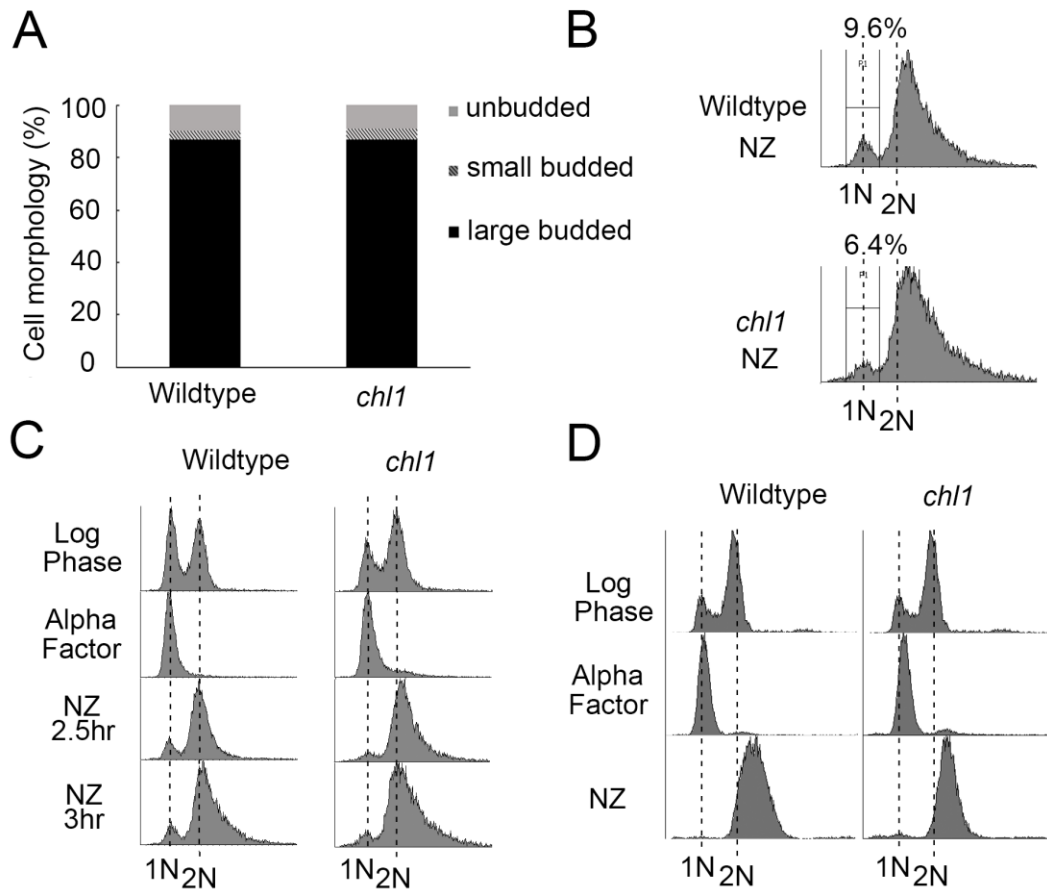 A
Cell morphology (%)
100
80
60
40
20
0
Wildtype
chl1
unbudded
small budded
large budded
B
9.6%
P1
Wildtype
NZ
1N
2N
6.4%
P1
chl1
NZ
1N
2N
C
Wildtype
chl1
Log
Phase
Alpha
Factor
NZ
2.5hr
NZ
3hr
1N
2N
1N
2N
D
Wildtype
chl1
Log
Phase
Alpha
Factor
NZ
1N
2N
1N
2N